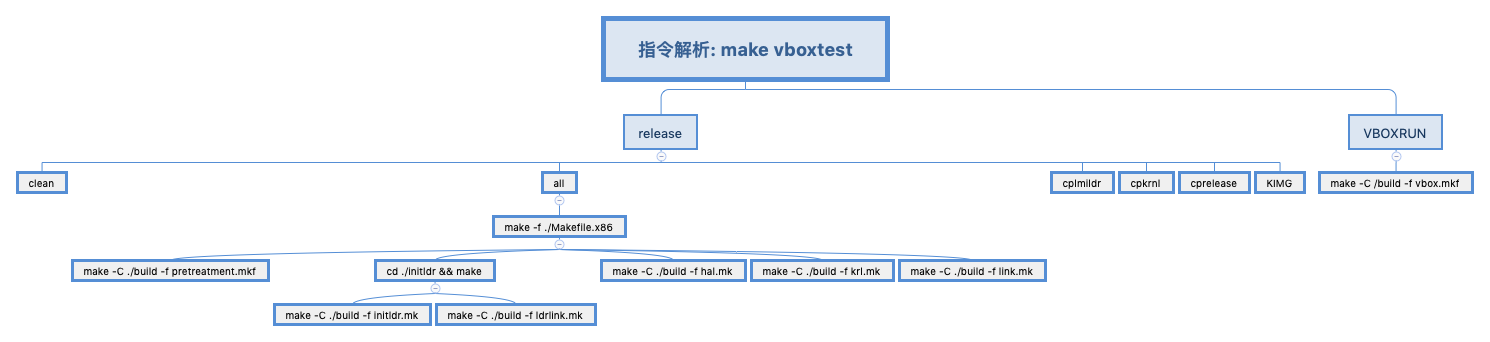 指令解析: make vboxtest
release
VBOXRUN
clean
all
cplmildr
cpkrnl
cprelease
KIMG
make -C /build -f vbox.mkf
make -f ./Makefile.x86
make -C ./build -f pretreatment.mkf
cd ./initldr && make
make -C ./build -f hal.mk
make -C ./build -f krl.mk
make -C ./build -f link.mk
make -C ./build -f initldr.mk
make -C ./build -f ldrlink.mk